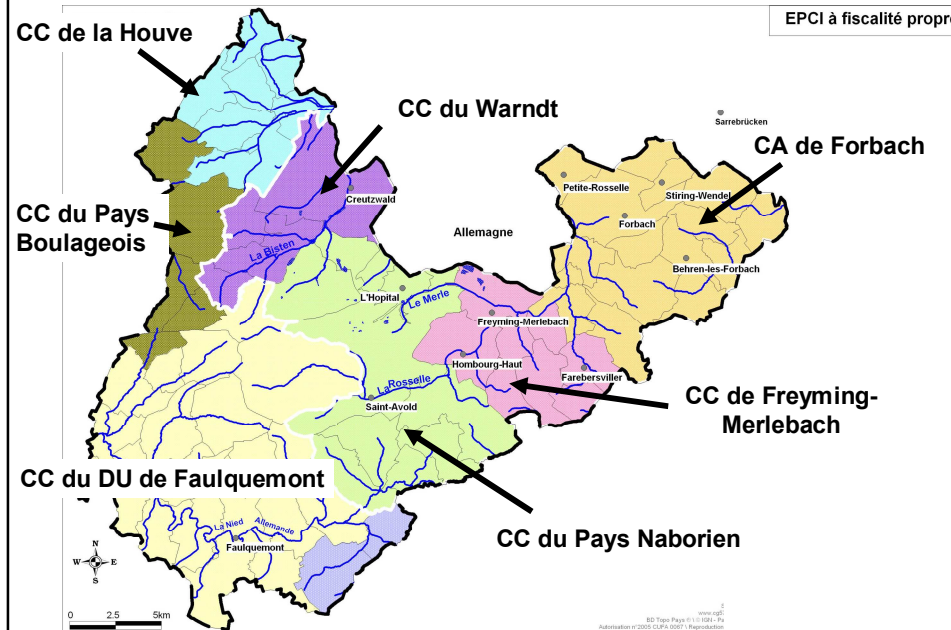 EPCI à fiscalité propre
CC de la Houve
CC du Warndt
Sarrebrücken
CA de Forbach
Petite-Rosselle
Stiring-Wendel
Creutzwald
CC du Pays
Boulageois
Forbach
Allemagne
La Bisten
Behren-les-Forbach
L'Hopital
Le Merle
Freyming-Merlebach
Hombourg-Haut
Farebersviller
La Rosselle
Saint-Avold
CC de Freyming-
Merlebach
CC du DU de Faulquemont
La Nied Allemande
Faulquemont
CC du Pays Naborien
N
W E
S
0 2.5 5km
BD Topo Pays ® \ © IGN - Pa
Autorisation n°2005 CUFA 0067 \ Reproduction